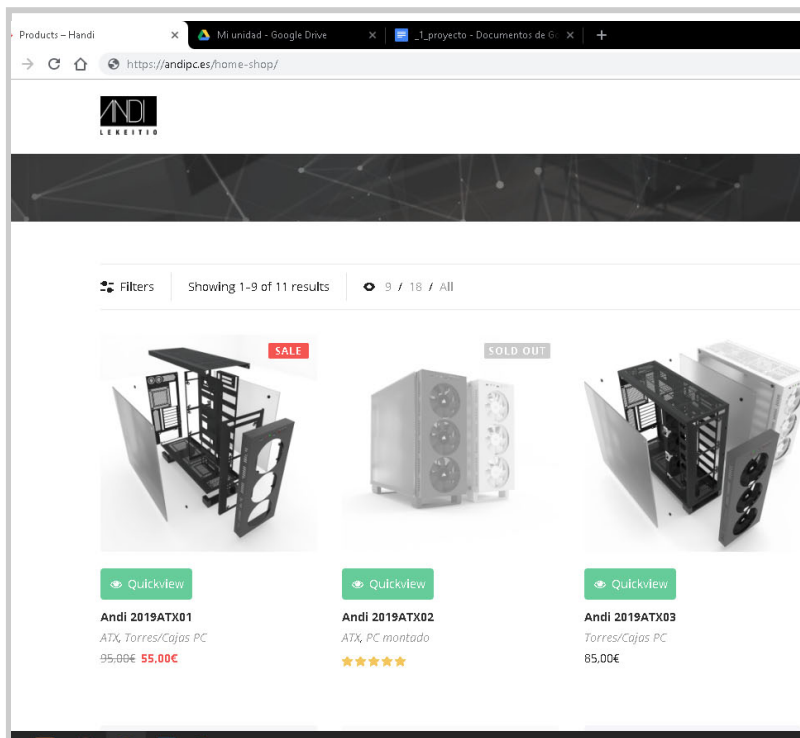 Products – Handi
Mi unidad - Google Drive
_1_proyecto - Documentos de Go
https://andipc.es/home-shop/
ANDI
LEKEITIO
Filters
Showing 1–9 of 11 results
9 / 18 / All
SALE
SOLD OUT
Quickview
Quickview
Quickview
Andi 2019ATX01
Andi 2019ATX02
Andi 2019ATX03
ATX, Torres/Cajas PC
ATX, PC montado
Torres/Cajas PC
95,00€ 55,00€
85,00€